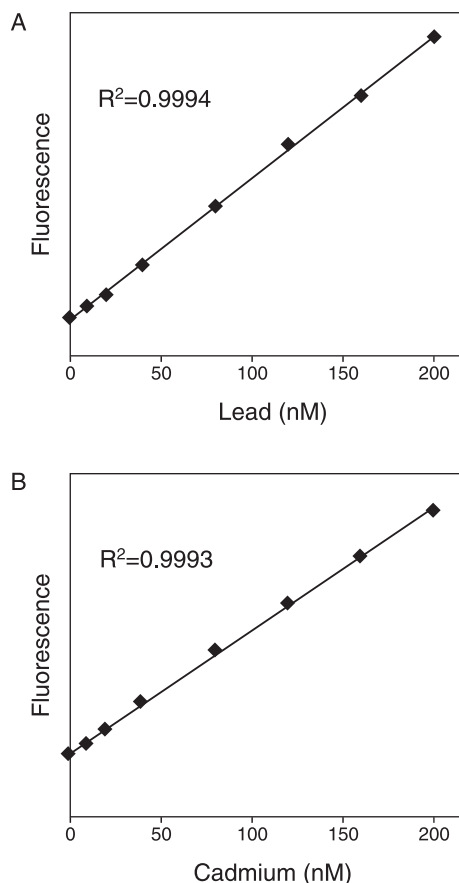 A
Fluorescence
R²=0.9994
0 50 100 150 200
Lead (nM)
B
Fluorescence
R²=0.9993
0 50 100 150 200
Cadmium (nM)